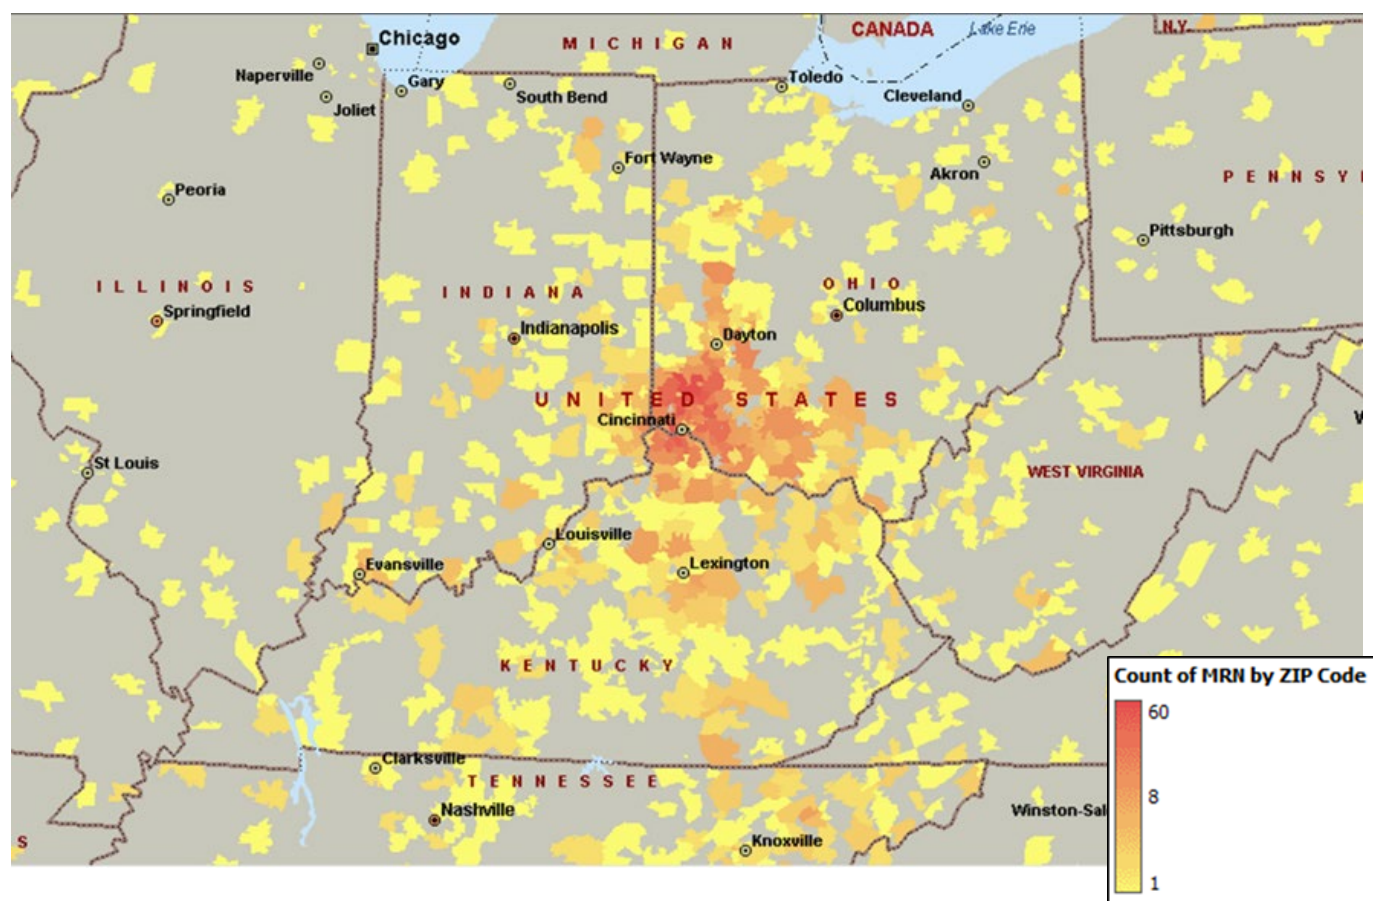 CANADA
Lake Erie
N.Y.
Chicago
MICHIGAN
Naperville
Gary
South Bend
Toledo
Cleveland
Joliet
Fort Wayne
Akron
PENNSY
Peoria
Pittsburgh
ILLINOIS
INDIANA
OHIO
Springfield
Indianapolis
Columbus
Dayton
UNITED STATES
Cincinnati
St Louis
WEST VIRGINIA
Louisville
Evansville
Lexington
KENTUCKY
Count of MRN by ZIP Code
60
8
1
Clarksville
TENNESSEE
Nashville
Winston-Sal
Knoxville
S